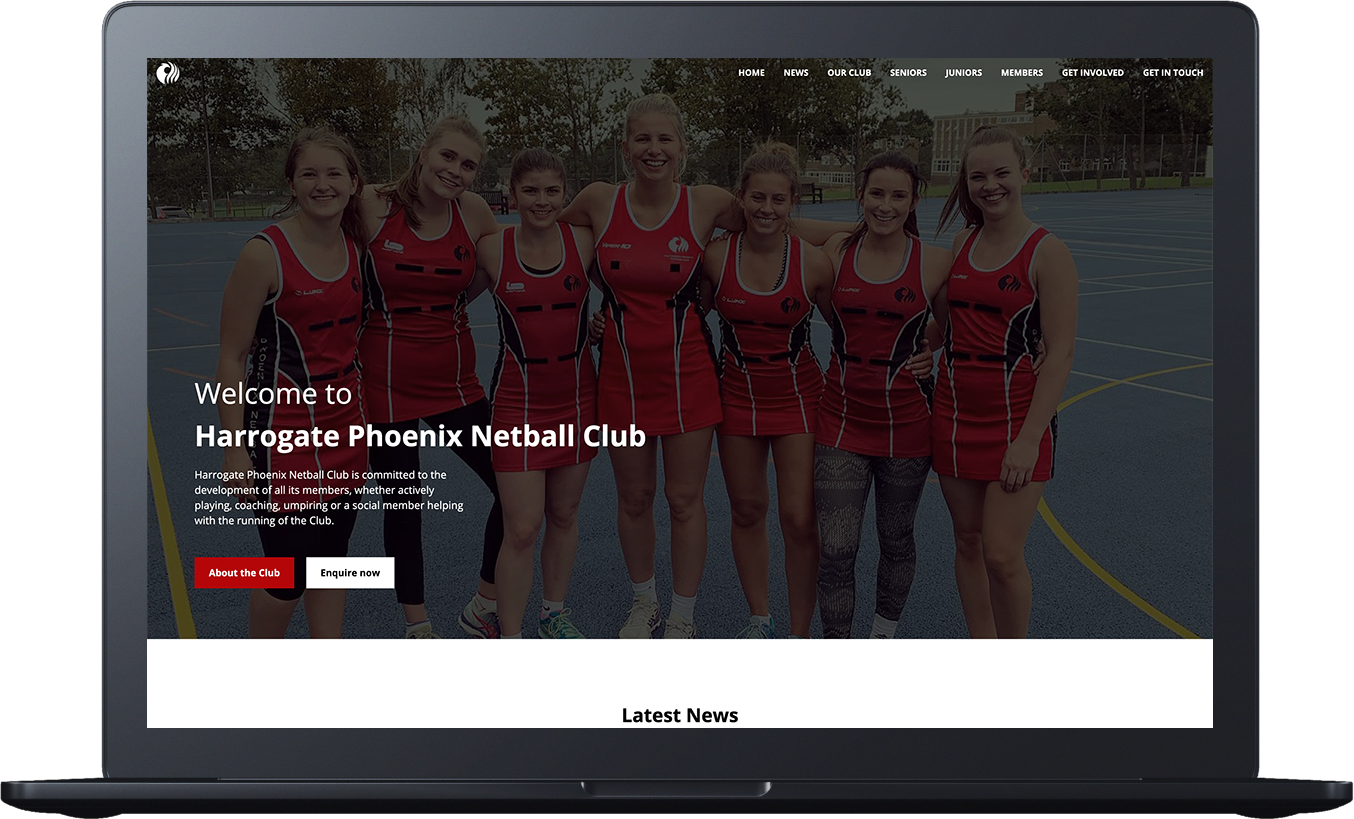 HOME NEWS OUR CLUB SENIORS JUNIORS MEMBERS GET INVOLVED GET IN TOUCH
Welcome to
Harrogate Phoenix Netball Club
Harrogate Phoenix Netball Club is committed to the
development of all its members, whether actively
playing, coaching, umpiring or a social member helping
with the running of the Club.
About the Club Enquire now
Latest News